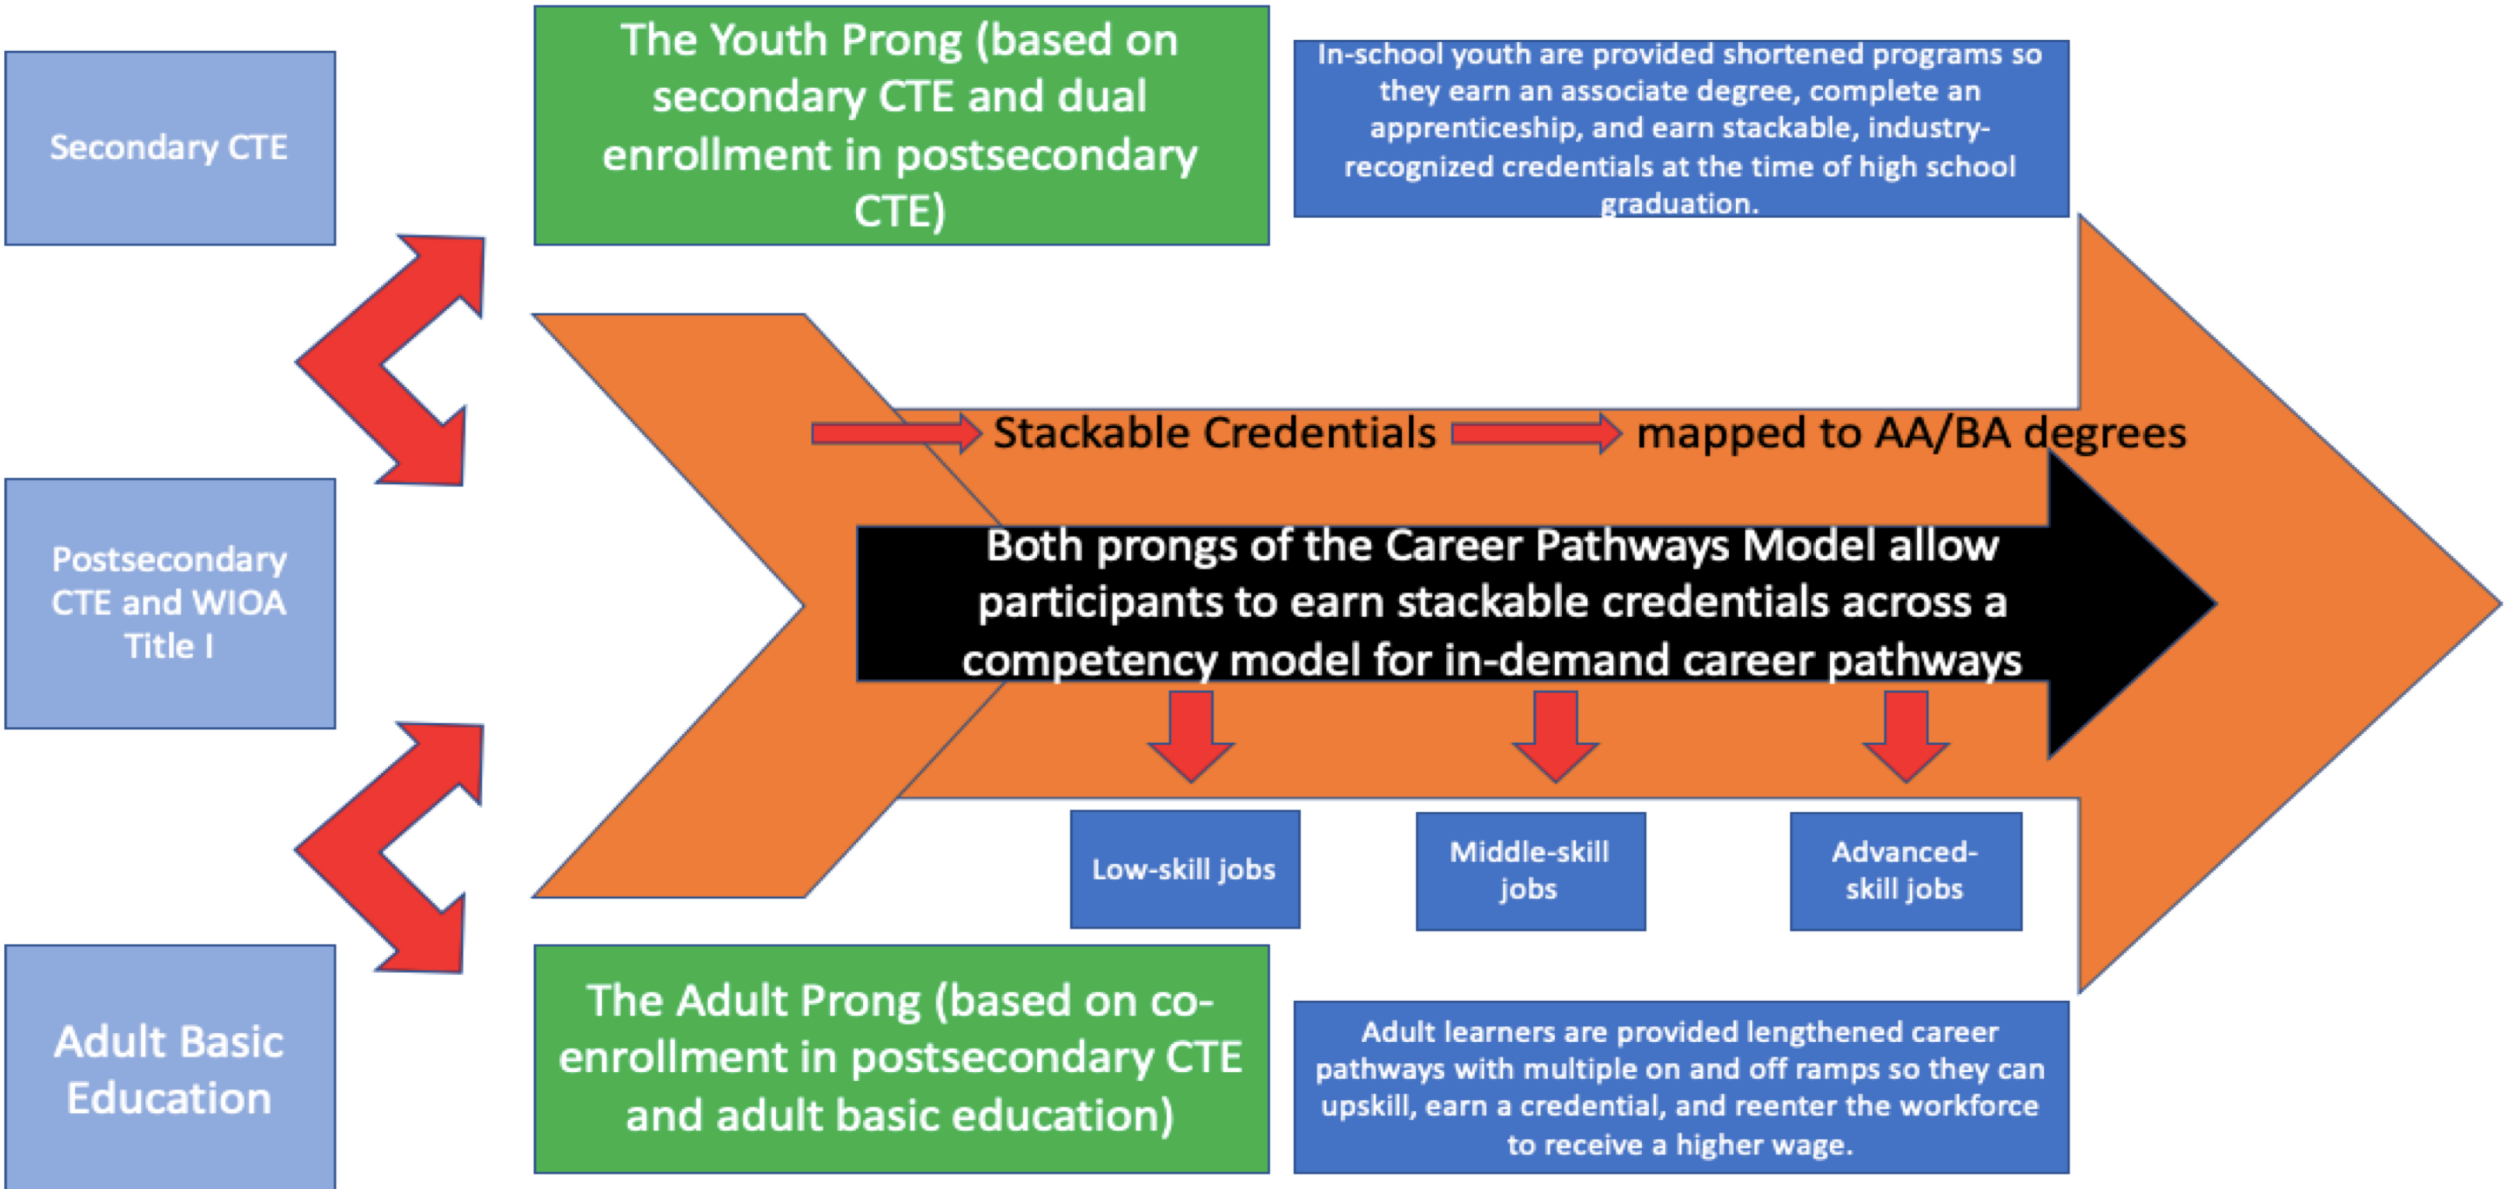 Secondary CTE
The Youth Prong (based on
secondary CTE and dual
enrollment in postsecondary
CTE)
In-school youth are provided shortened programs so
they earn an associate degree, complete an
apprenticeship, and earn stackable, industry-
recognized credentials at the time of high school
graduation.
Postsecondary
CTE and WIOA
Title I
Stackable Credentials
mapped to AA/BA degrees
Both prongs of the Career Pathways Model allow
participants to earn stackable credentials across a
competency model for in-demand career pathways
Low-skill jobs
Middle-skill
jobs
Advanced-
skill jobs
Adult Basic
Education
The Adult Prong (based on co-
enrollment in postsecondary CTE
and adult basic education)
Adult learners are provided lengthened career
pathways with multiple on and off ramps so they can
upskill, earn a credential, and reenter the workforce
to receive a higher wage.